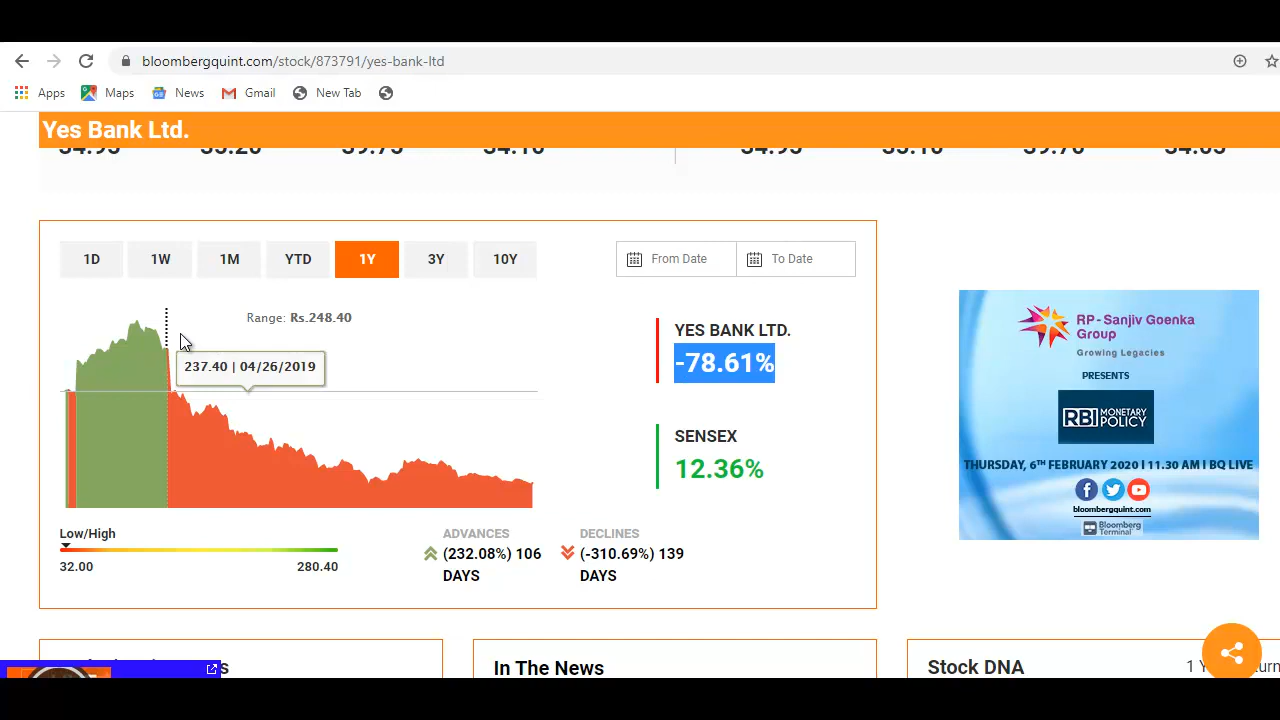 bloombergquint.com/stock/873791/yes-bank-ltd
Apps Maps News Gmail New Tab
Yes Bank Ltd.
1D 1W 1M YTD 1Y 3Y 10Y From Date To Date
Range: Rs.248.40
237.40 | 04/26/2019
YES BANK LTD.
-78.61%
SENSEX
12.36%
Low/High
32.00 280.40
ADVANCES
(232.08%) 106
DAYS
DECLINES
(-310.69%) 139
DAYS
RP-Sanjiv Goenka
Group
Growing Legacies
PRESENTS
RBI MONETARY
POLICY
THURSDAY, 6TH FEBRUARY 2020 | 11.30 AM | BQ LIVE
bloombergquint.com
Bloomberg
Terminal
In The News
Stock DNA